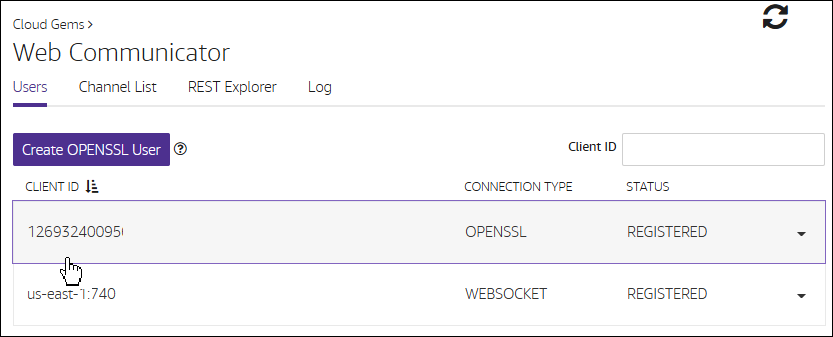 Cloud Gems >
Web Communicator
Users Channel List REST Explorer Log
Create OPENSSL User ? Client ID
CLIENT ID CONNECTION TYPE STATUS
12693240095 OPENSSL REGISTERED
us-east-1:740 WEBSOCKET REGISTERED